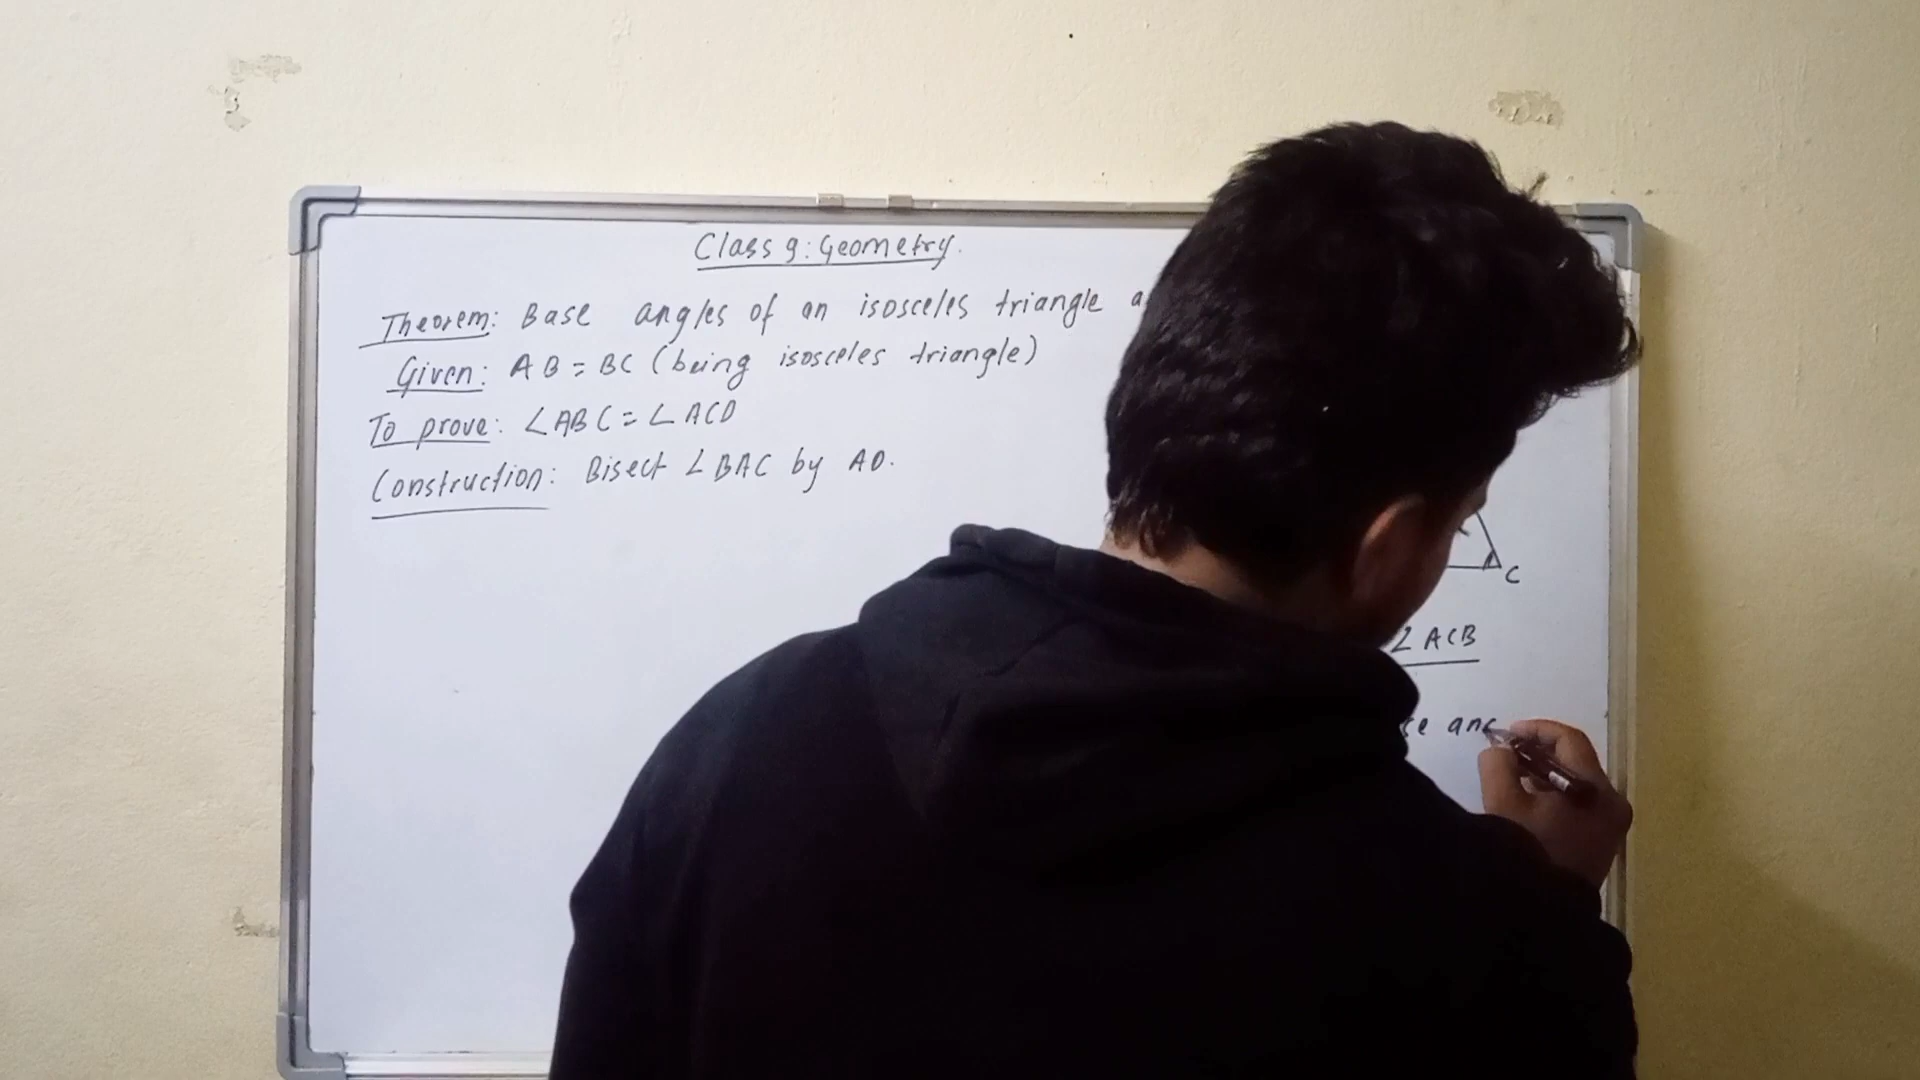 Class 9: Geometry.
Theorem: Base angles of an isosceles triangle a
Given: AB = BC (being isosceles triangle)
To prove: ∠ABC = ∠ACD
Construction: Bisect ∠BAC by AD.
C
∠ACB
se ang